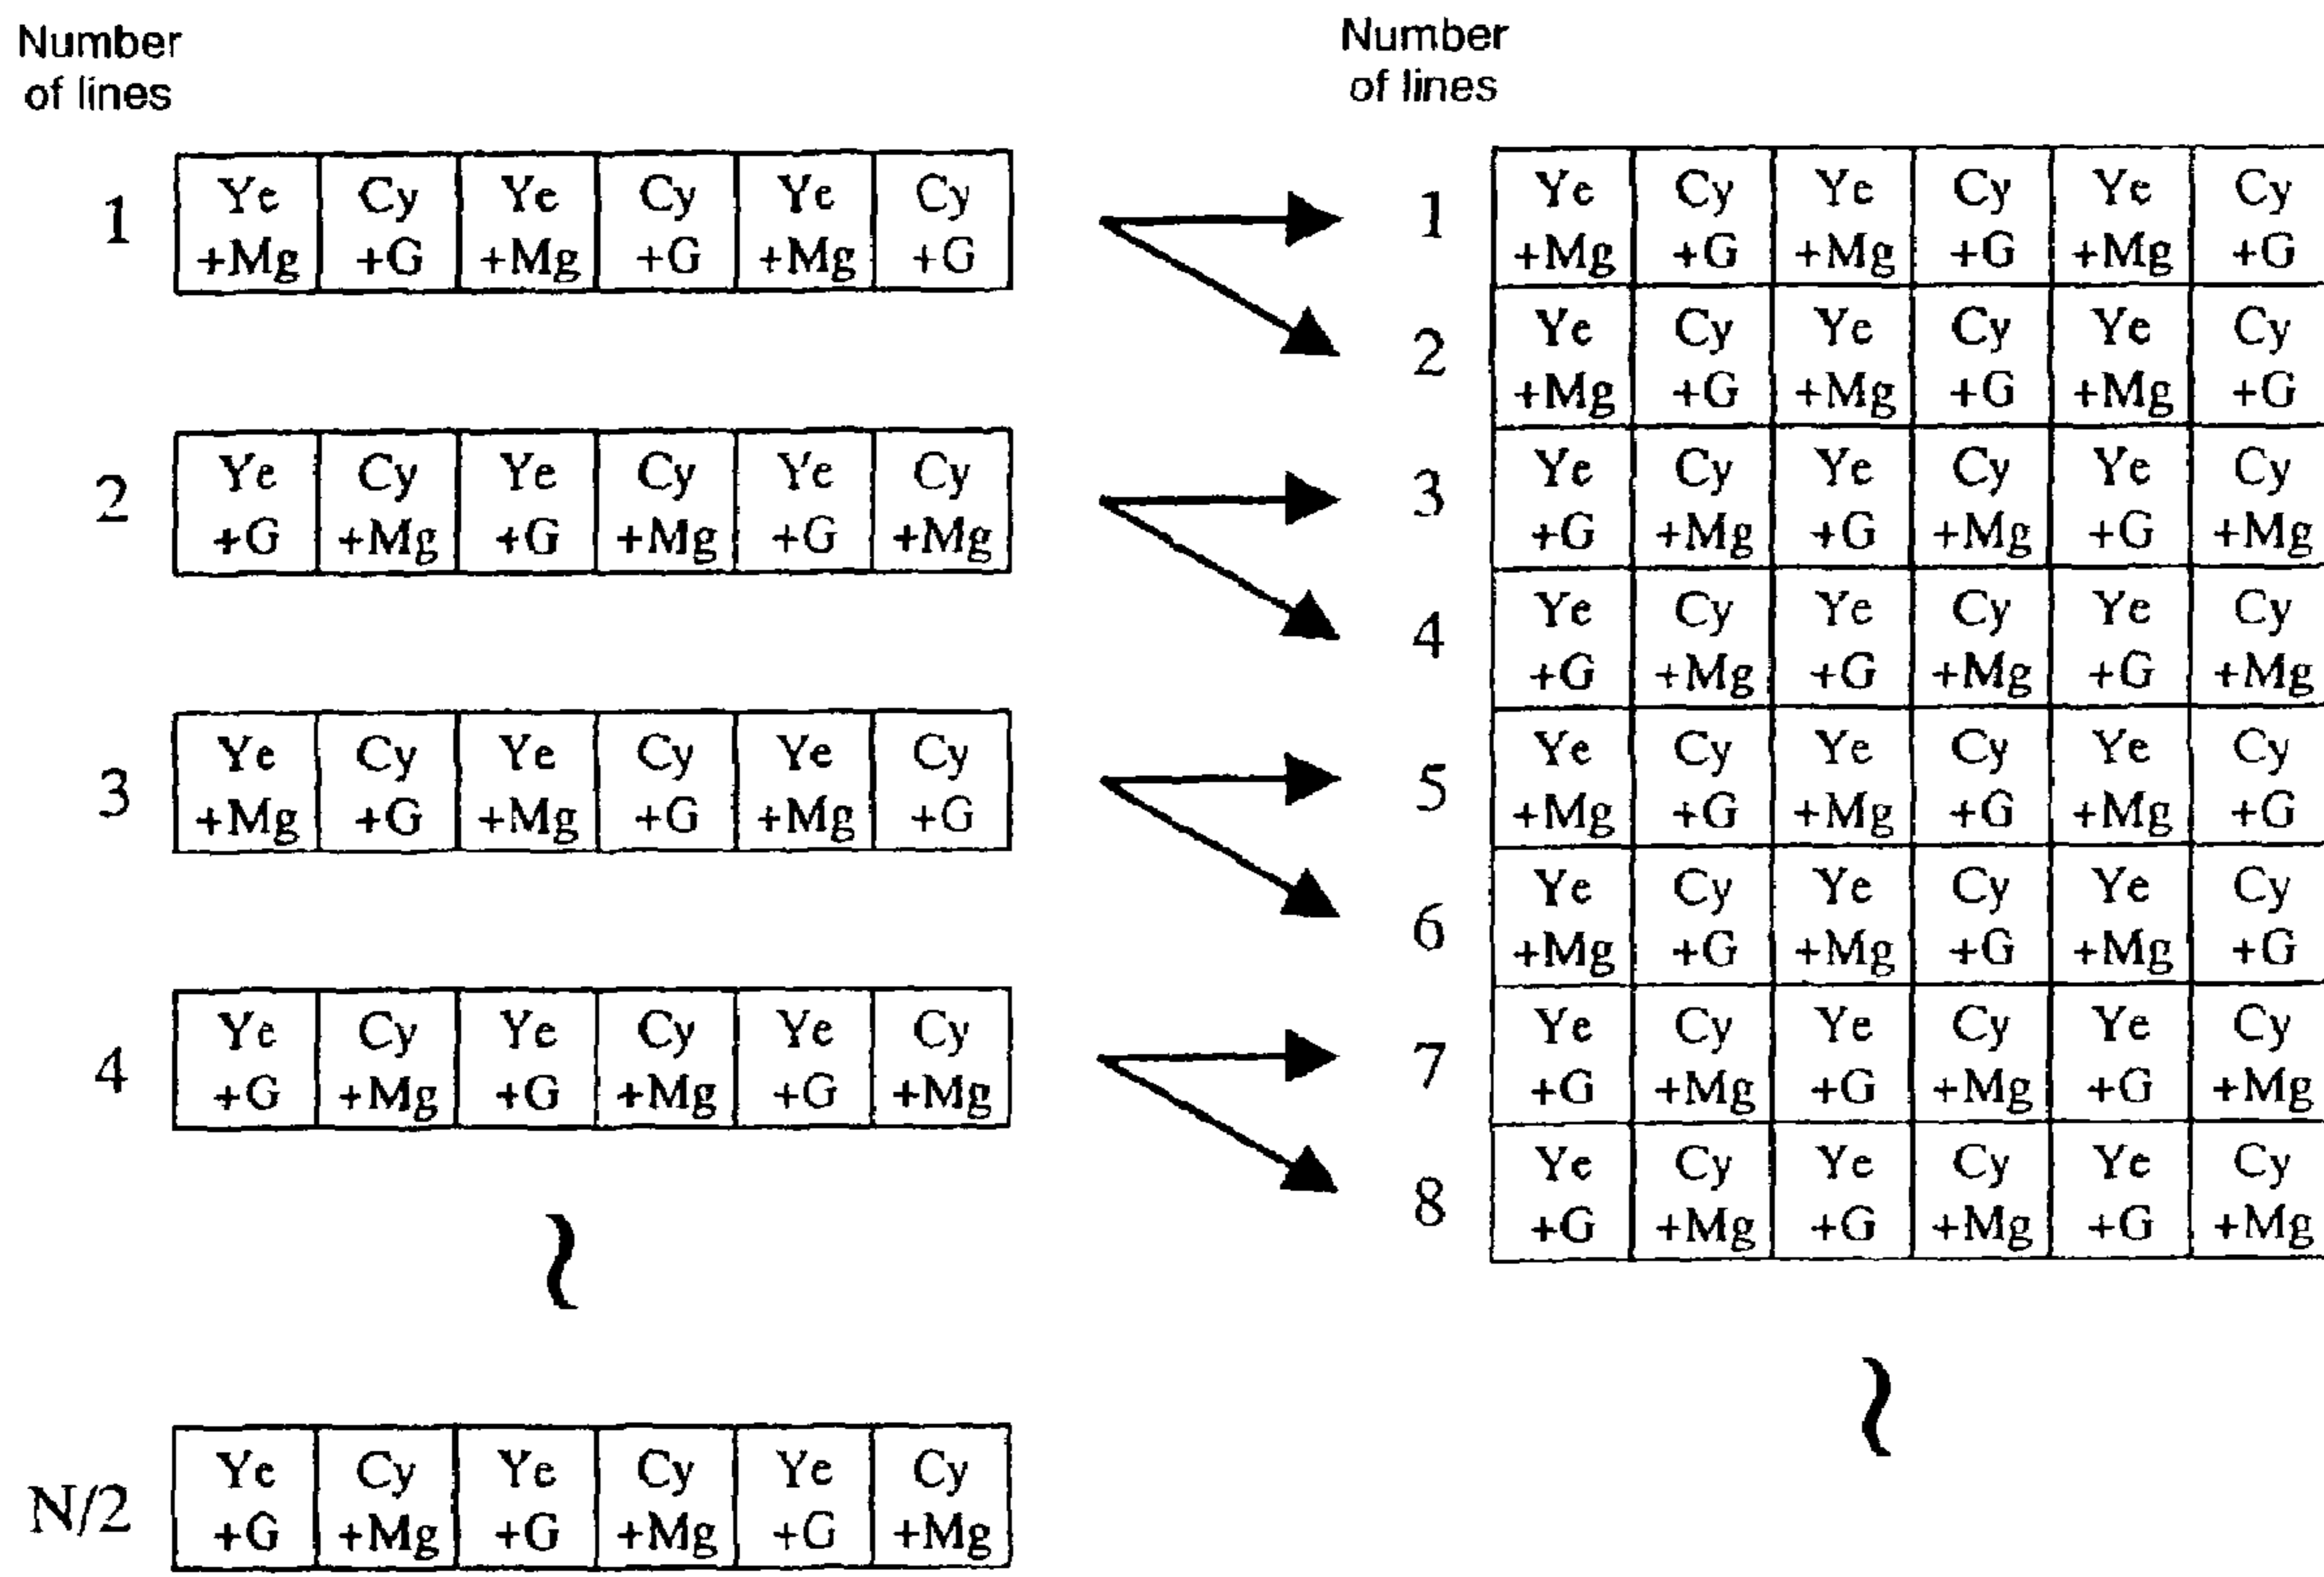 Number
of lines
1
Ye Cy Ye Cy Ye Cy
+Mg +G +Mg +G +Mg +G
2
Ye Cy Ye Cy Ye Cy
+G +Mg +G +Mg +G +Mg
3
Ye Cy Ye Cy Ye Cy
+Mg +G +Mg +G +Mg +G
4
Ye Cy Ye Cy Ye Cy
+G +Mg +G +Mg +G +Mg
N/2
Ye Cy Ye Cy Ye Cy
+G +Mg +G +Mg +G +Mg
Number
of lines
1
Ye Cy Ye Cy Ye Cy
+Mg +G +Mg +G +Mg +G
2
Ye Cy Ye Cy Ye Cy
+Mg +G +Mg +G +Mg +G
3
Ye Cy Ye Cy Ye Cy
+G +Mg +G +Mg +G +Mg
4
Ye Cy Ye Cy Ye Cy
+G +Mg +G +Mg +G +Mg
5
Ye Cy Ye Cy Ye Cy
+Mg +G +Mg +G +Mg +G
6
Ye Cy Ye Cy Ye Cy
+Mg +G +Mg +G +Mg +G
7
Ye Cy Ye Cy Ye Cy
+G +Mg +G +Mg +G +Mg
8
Ye Cy Ye Cy Ye Cy
+G +Mg +G +Mg +G +Mg